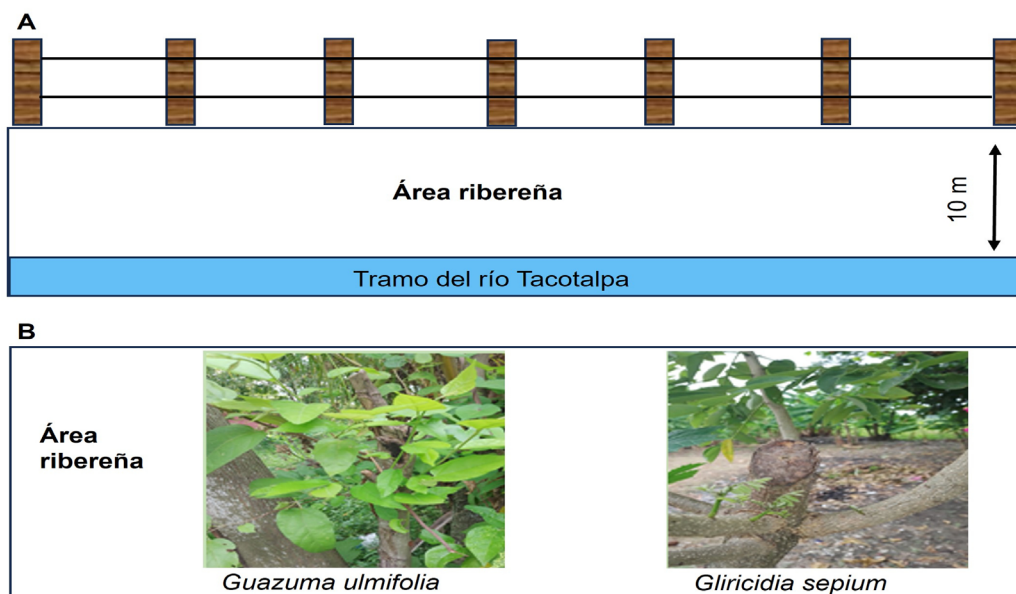 A
Área ribereña
10 m
Tramo del río Tacotalpa
B
Área
ribereña
Guazuma ulmifolia
Gliricidia sepium